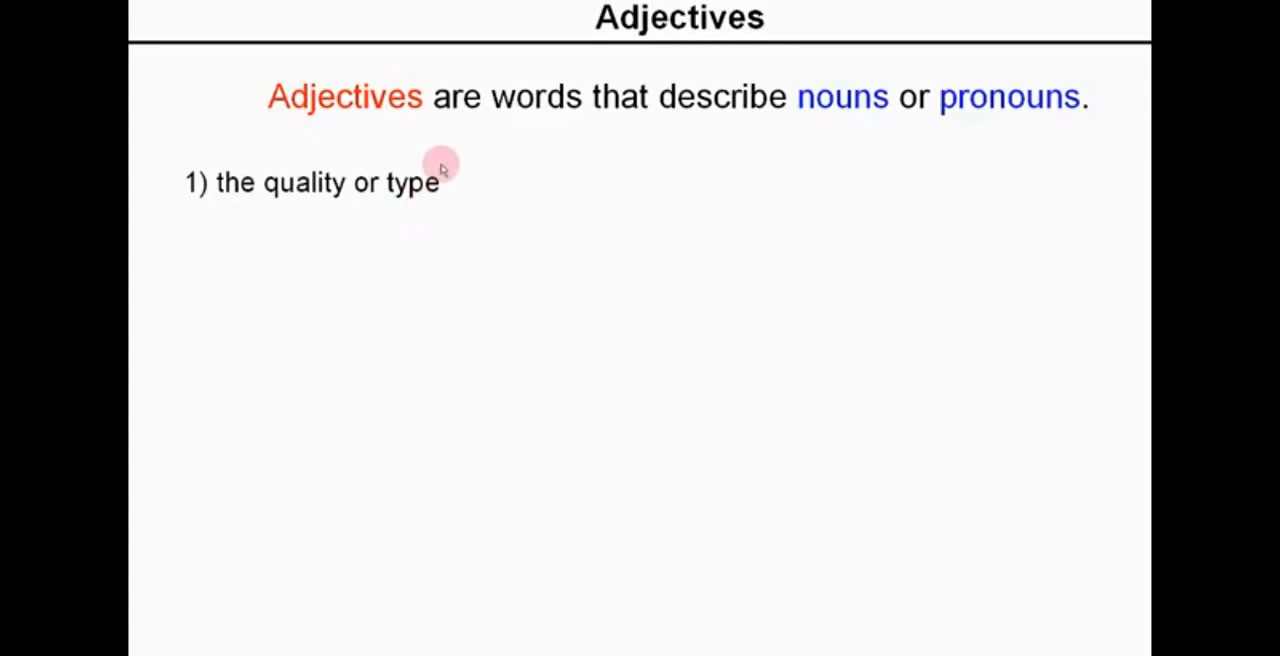 Adjectives
Adjectives are words that describe nouns or pronouns.
1) the quality or type